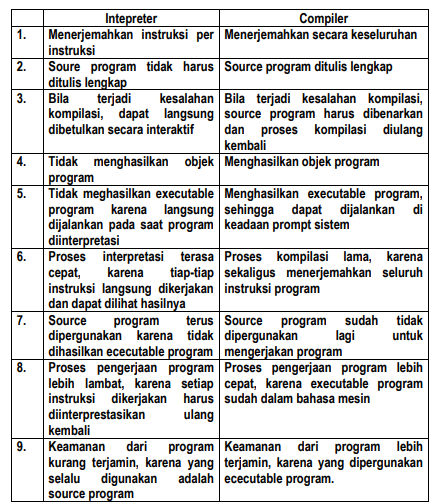 Intepreter Compiler
1. Menerjemahkan instruksi per Menerjemahkan secara keseluruhan
instruksi
2. Soure program tidak harus Source program ditulis lengkap
ditulis lengkap
3. Bila terjadi kesalahan Bila terjadi kesalahan kompilasi,
kompilasi, dapat langsung source program harus dibenarkan
dibetulkan secara interaktif dan proses kompilasi diulang
kembali
4. Tidak menghasilkan objek Menghasilkan objek program
program
5. Tidak meghasilkan executable Menghasilkan executable program,
program karena langsung sehingga dapat dijalankan di
dijalankan pada saat program keadaan prompt sistem
diinterpretasi
6. Proses interpretasi terasa Proses kompilasi lama, karena
cepat, karena tiap-tiap sekaligus menerjemahkan seluruh
instruksi langsung dikerjakan instruksi program
dan dapat dilihat hasilnya
7. Source program terus Source program sudah tidak
dipergunakan karena tidak dipergunakan lagi untuk
dihasilkan ececutable program mengerjakan program
8. Proses pengerjaan program Proses pengerjaan program lebih
lebih lambat, karena setiap cepat, karena executable program
instruksi dikerjakan harus sudah dalam bahasa mesin
diinterprestasikan ulang
kembali
9. Keamanan dari program Keamanan dari program lebih
kurang terjamin, karena yang terjamin, karena yang dipergunakan
selalu digunakan adalah ececutable program.
source program